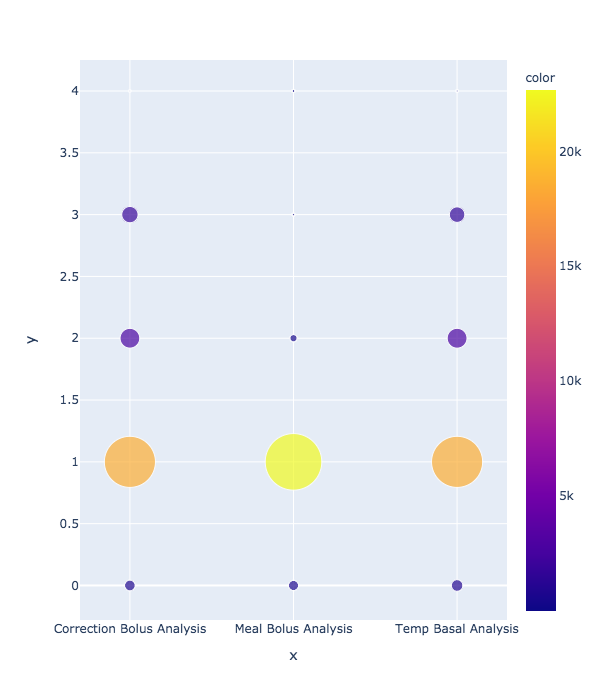 color
4
3.5
3
2.5
2
1.5
1
0.5
0
y
20k
15k
10k
5k
Correction Bolus Analysis
Meal Bolus Analysis
Temp Basal Analysis
x